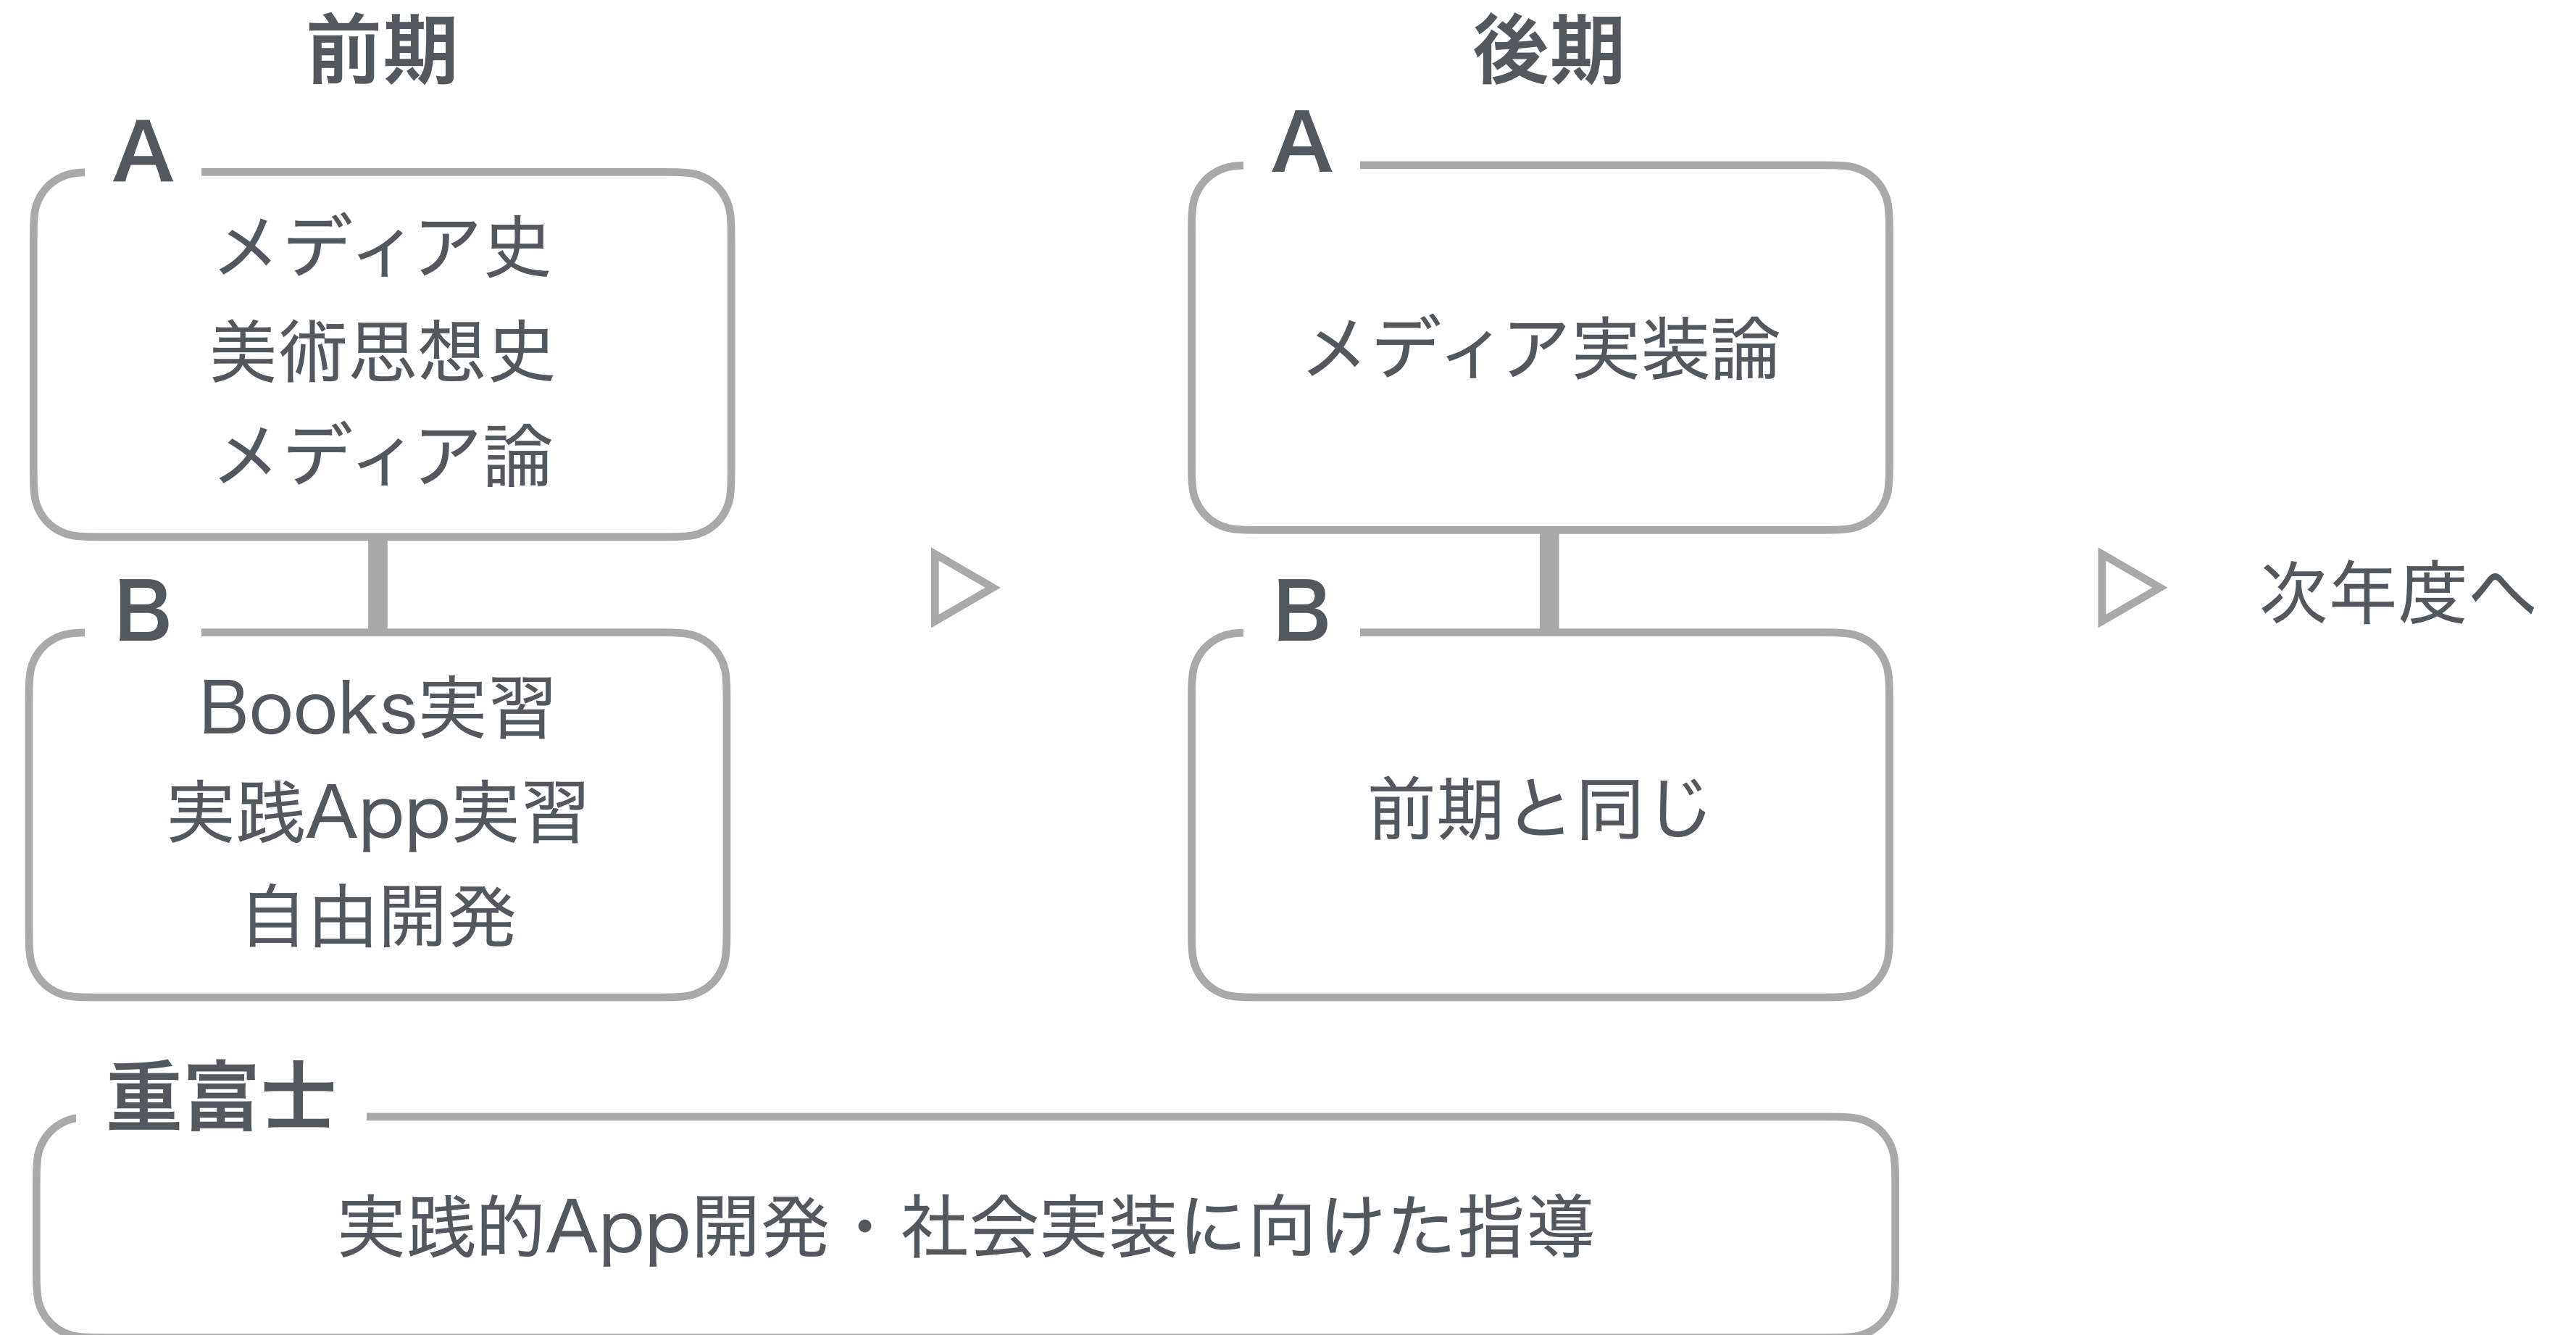 前期
A
メディア史
美術思想史
メディア論
B
Books実習
実践App実習
自由開発
後期
A
メディア実装論
B
前期と同じ
次年度へ
重富士
実践的App開発・社会実装に向けた指導